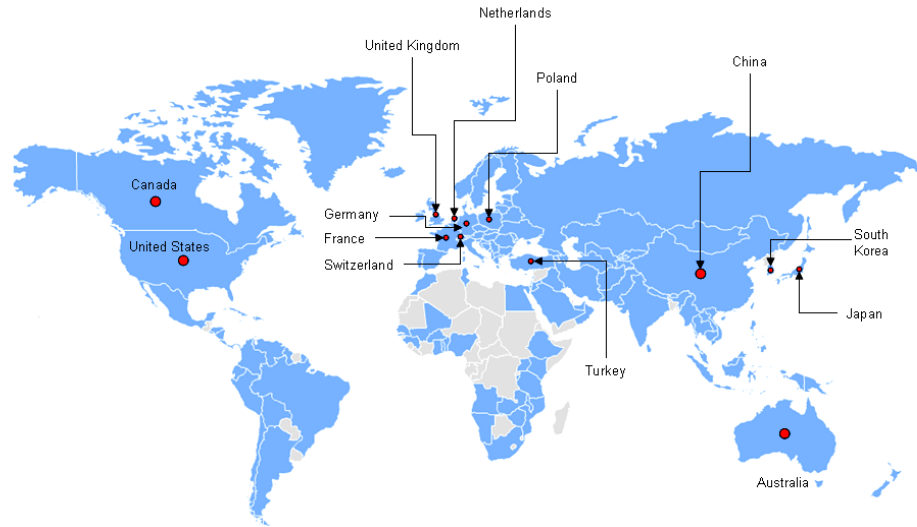 Netherlands
United Kingdom
Poland
China
Canada
Germany
United States
France
South
Korea
Switzerland
Japan
Turkey
Australia